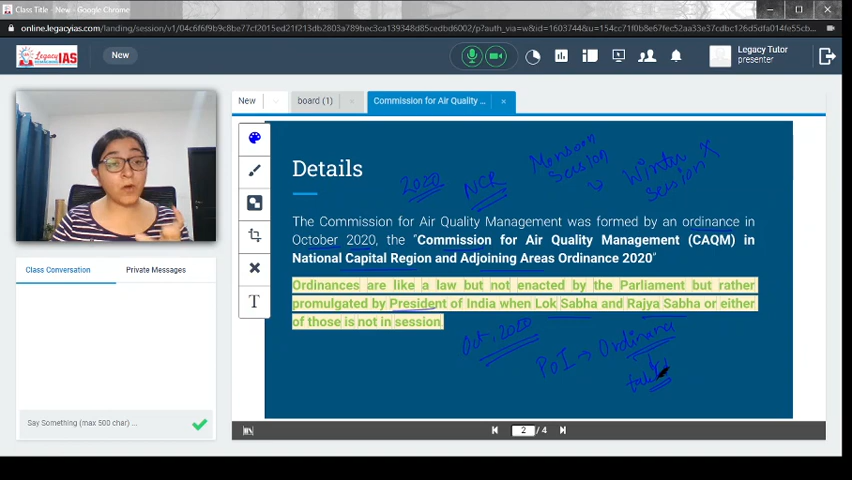 Class Title - New - Google Chrome
online.legacyias.com/landing/session/v1/04c6f6f9b9c8be77cf2015ed21f213db2803a789bec3ca139348d85cedbd6002/p?auth_via=w&id=1603744&uid=154cc71f0b8e67fec52aa33e37cdbc126d5dfa014fe55cb...
Legacy IAS
New
Legacy Tutor
presenter
New
board (1)
Commission for Air Quality ...
Details
2020
NCR
Monsoon
session
Winter
session
The Commission for Air Quality Management was formed by an ordinance in
October 2020, the "Commission for Air Quality Management (CAQM) in
National Capital Region and Adjoining Areas Ordinance 2020"
Ordinances are like a law but not enacted by the Parliament but rather
promulgated by President of India when Lok Sabha and Rajya Sabha or either
of those is not in session
Oct, 2020
PoI → Ordinance
Class Conversation
Private Messages
Say Something (max 500 char) ...
2 / 4